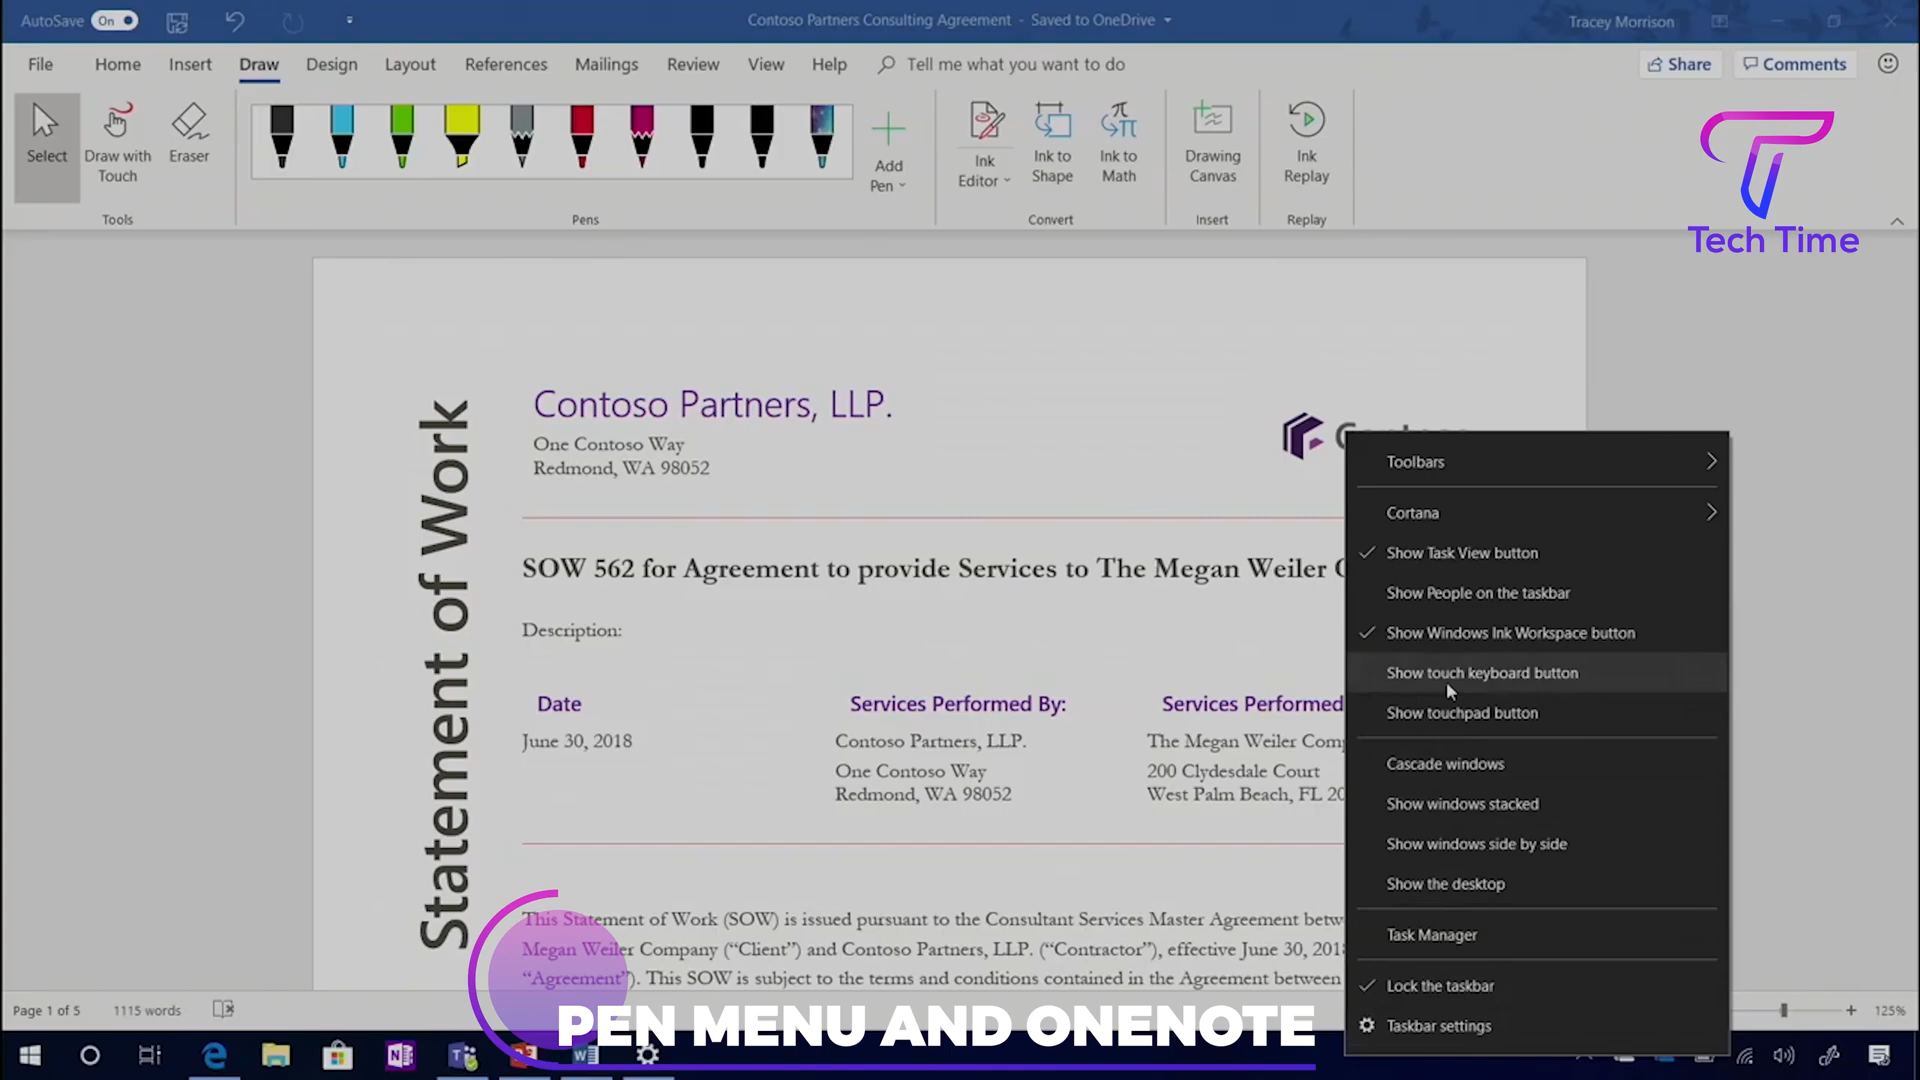 AutoSave On
Contoso Partners Consulting Agreement - Saved to OneDrive
Tracey Morrison
File Home Insert Draw Design Layout References Mailings Review View Help Tell me what you want to do
Share Comments
Select
Draw with Touch
Eraser
Add Pen
Ink Editor
Ink to Shape
Ink to Math
Drawing Canvas
Ink Replay
Tools Pens Convert Insert Replay
Tech Time
Statement of Work
Contoso Partners, LLP.
One Contoso Way
Redmond, WA 98052
SOW 562 for Agreement to provide Services to The Megan Weiler
Description:
Date
Services Performed By:
Services Performed
June 30, 2018
Contoso Partners, LLP.
One Contoso Way
Redmond, WA 98052
The Megan Weiler
200 Clydesdale Court
West Palm Beach, FL
This Statement of Work (SOW) is issued pursuant to the Consultant Services Master Agreement
Megan Weiler Company (“Client”) and Contoso Partners, LLP. (“Contractor”), effective June 30, 2018
“Agreement”). This SOW is subject to the terms and conditions contained in the Agreement between
Toolbars
Cortana
Show Task View button
Show People on the taskbar
Show Windows Ink Workspace button
Show touch keyboard button
Show touchpad button
Cascade windows
Show windows stacked
Show windows side by side
Show the desktop
Task Manager
Lock the taskbar
Taskbar settings
Page 1 of 5 1115 words
125%
PEN MENU AND ONENOTE